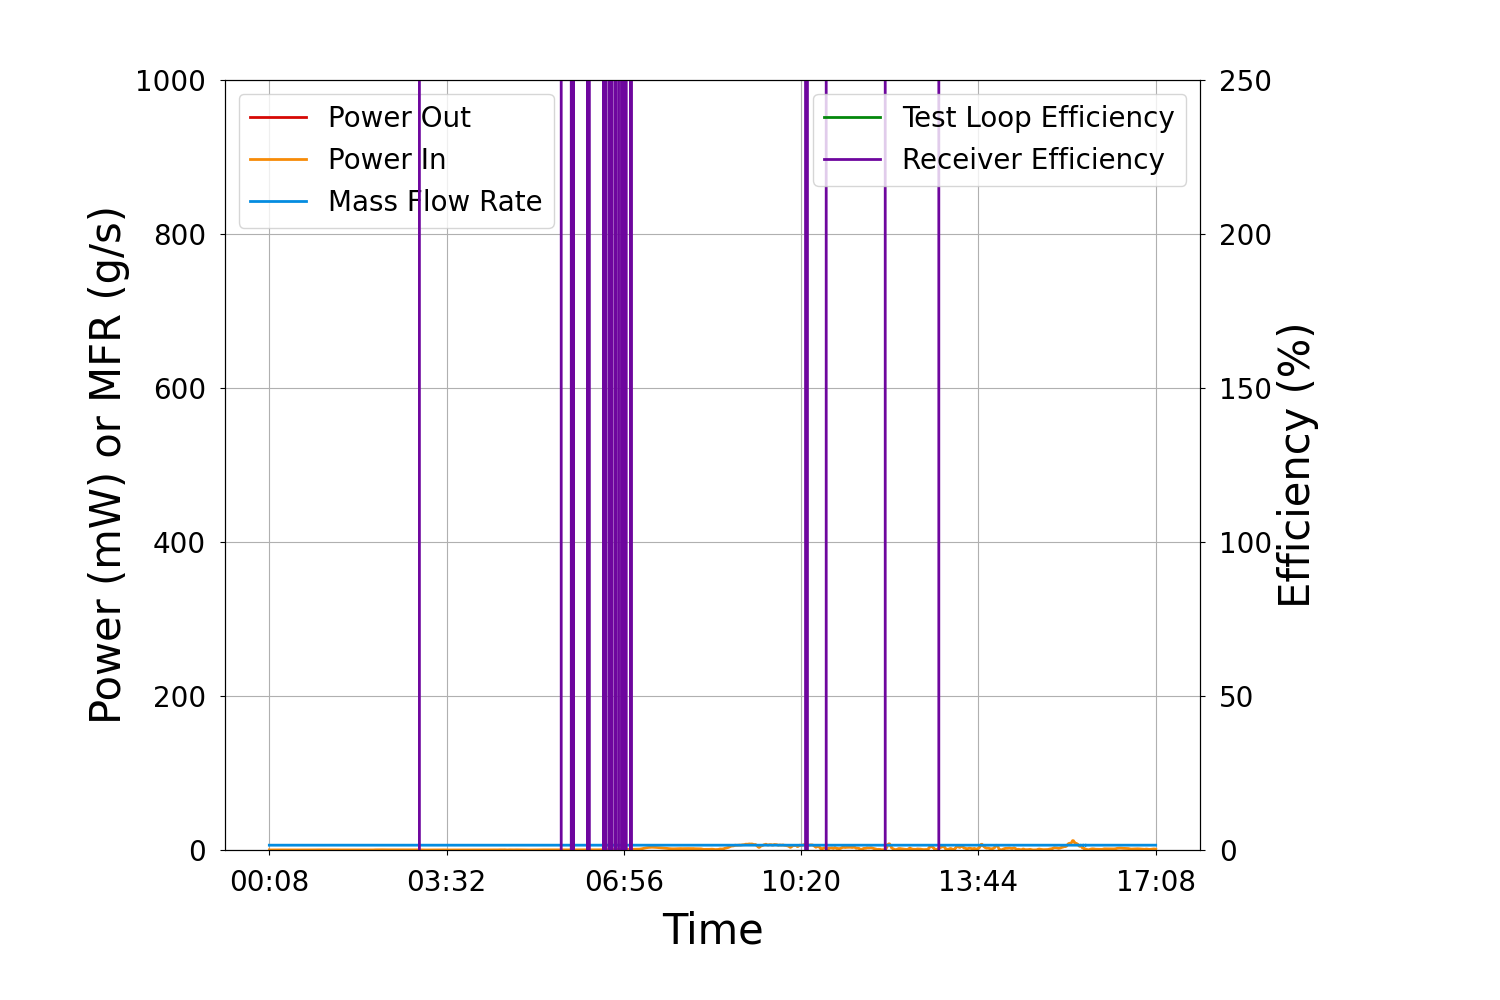 1000
800
600
400
200
0
Power (mW) or MFR (g/s)
Power Out
Power In
Mass Flow Rate
Test Loop Efficiency
Receiver Efficiency
250
200
150
100
50
0
Efficiency (%)
00:08 03:32 06:56 10:20 13:44 17:08
Time